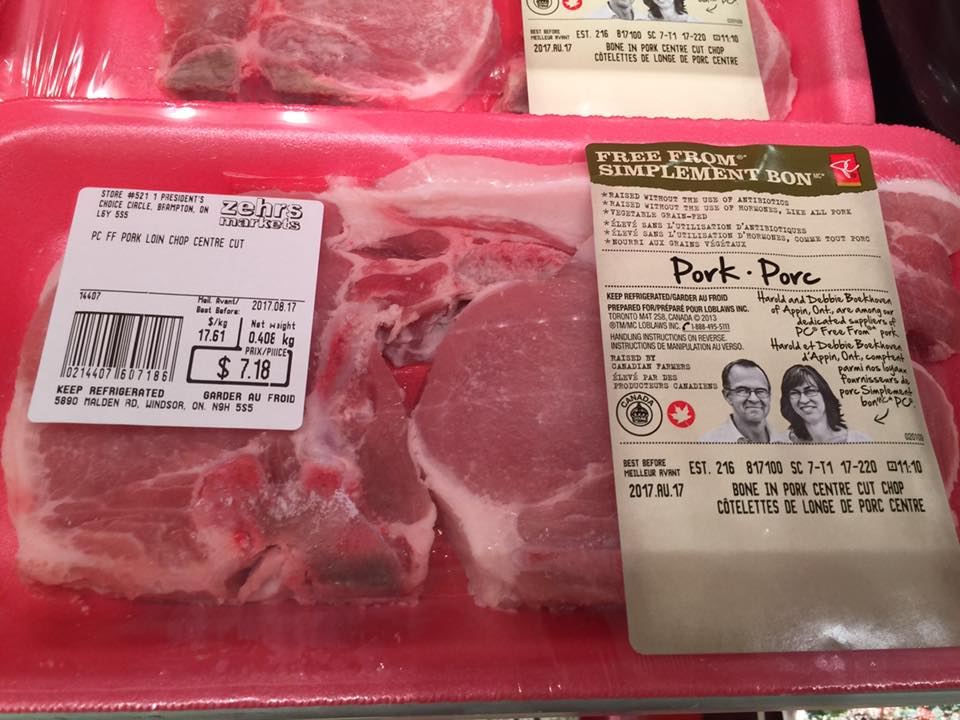 BEST BEFORE
MEILLEUR AVANT
EST. 216 817100 SC 7-T1 17-220 11:10
2017.AU.17
BONE IN PORK CENTRE CUT CHOP
CÔTELETTES DE LONGE DE PORC CENTRE
STORE #521 1 PRESIDENT'S
CHOICE CIRCLE, BRAMPTON, ON
L6Y 5S5
zehrs
markets
PC FF PORK LOIN CHOP CENTRE CUT
14407
Meil. Avant/
Best Before:
2017.08.17
$/kg
17.61
Net weight
0.408 kg
PRIX/PRICE
$ 7.18
0214407607186
KEEP REFRIGERATED GARDER AU FROID
5890 MALDEN RD, WINDSOR, ON. N9H 5S5
FREE FROM®*
SIMPLEMENT BON MC*
PC
*RAISED WITHOUT THE USE OF ANTIBIOTICS
*RAISED WITHOUT THE USE OF HORMONES, LIKE ALL PORK
*VEGETABLE GRAIN-FED
*ÉLEVÉ SANS L'UTILISATION D'ANTIBIOTIQUES
*ÉLEVÉ SANS L'UTILISATION D'HORMONES, COMME TOUT PORC
*NOURRI AUX GRAINS VÉGÉTAUX
Pork · Porc
KEEP REFRIGERATED/GARDER AU FROID
PREPARED FOR/PRÉPARÉ POUR LOBLAWS INC.
TORONTO M4T 2S8, CANADA © 2013
®/TM/MC LOBLAWS INC. 1-888-495-5111
HANDLING INSTRUCTIONS ON REVERSE.
INSTRUCTIONS DE MANIPULATION AU VERSO.
RAISED BY
CANADIAN FARMERS
ÉLEVÉ PAR DES
PRODUCTEURS CANADIENS
CANADA
Harold and Debbie Boekhoven
of Appin, Ont., are among our
dedicated suppliers of
PC® Free From™ pork
Harold et Debbie Boekhoven
d'Appin, Ont., comptent
parmi nos loyaux
fournisseurs de
porc Simplement
bon MC PC®.
BEST BEFORE
MEILLEUR AVANT
EST. 216 817100 SC 7-T1 17-220 11:10
2017.AU.17
BONE IN PORK CENTRE CUT CHOP
CÔTELETTES DE LONGE DE PORC CENTRE